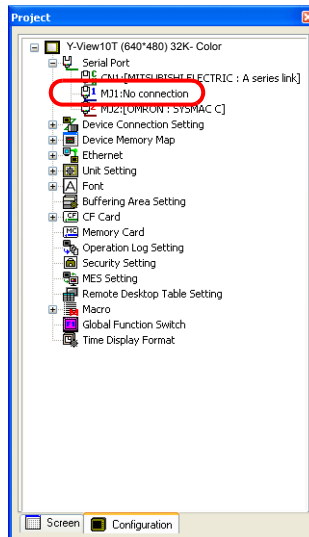 Project
Y-View10T (640*480) 32K- Color
Serial Port
CN1:[MITSUBISHI ELECTRIC : A series link]
MJ1:No connection
MJ2:[OMRON : SYSMAC C]
Device Connection Setting
Device Memory Map
Ethernet
Unit Setting
Font
Buffering Area Setting
CF Card
Memory Card
Operation Log Setting
Security Setting
MES Setting
Remote Desktop Table Setting
Macro
Global Function Switch
Time Display Format
Screen Configuration